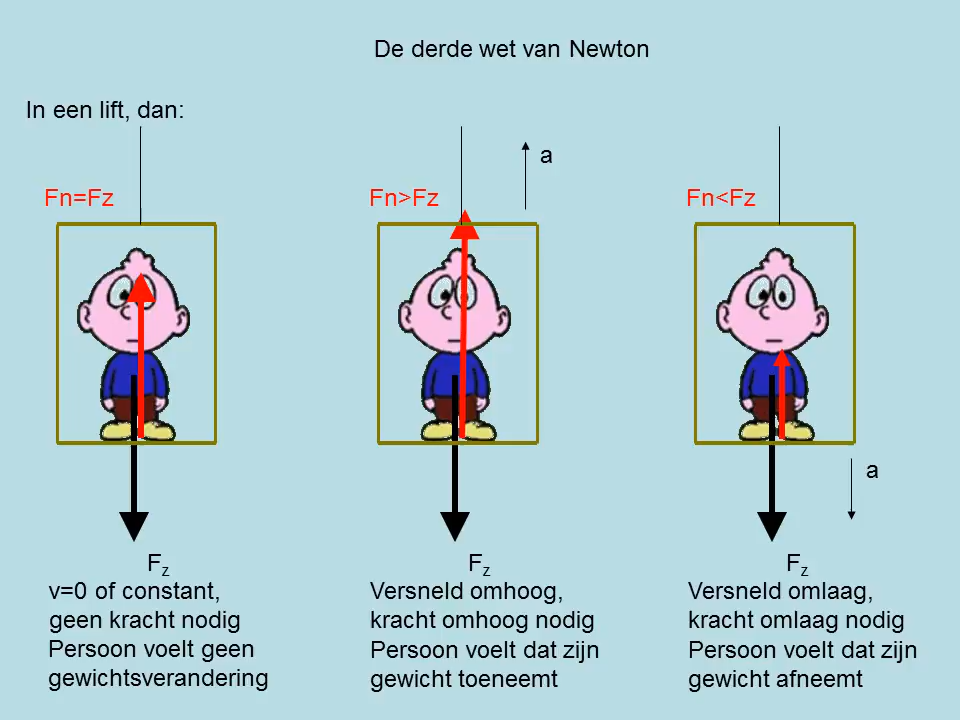 De derde wet van Newton
In een lift, dan:
a
Fn=Fz
Fn>Fz
Fn<Fz
a
Fz
v=0 of constant,
geen kracht nodig
Persoon voelt geen
gewichtsverandering
Fz
Versneld omhoog,
kracht omhoog nodig
Persoon voelt dat zijn
gewicht toeneemt
Fz
Versneld omlaag,
kracht omlaag nodig
Persoon voelt dat zijn
gewicht afneemt